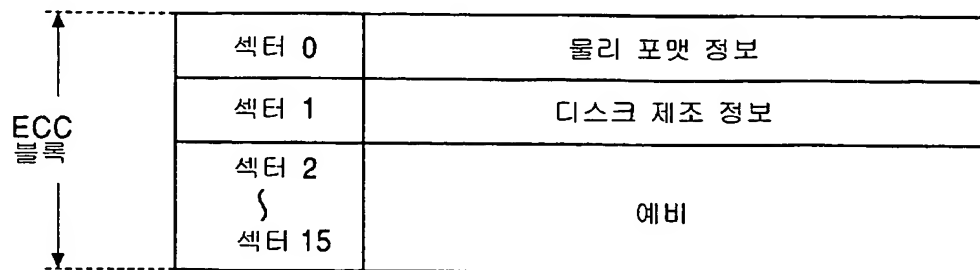 섹터 0
물리 포맷 정보
섹터 1
디스크 제조 정보
ECC
블록
섹터 2
∫
섹터 15
예비